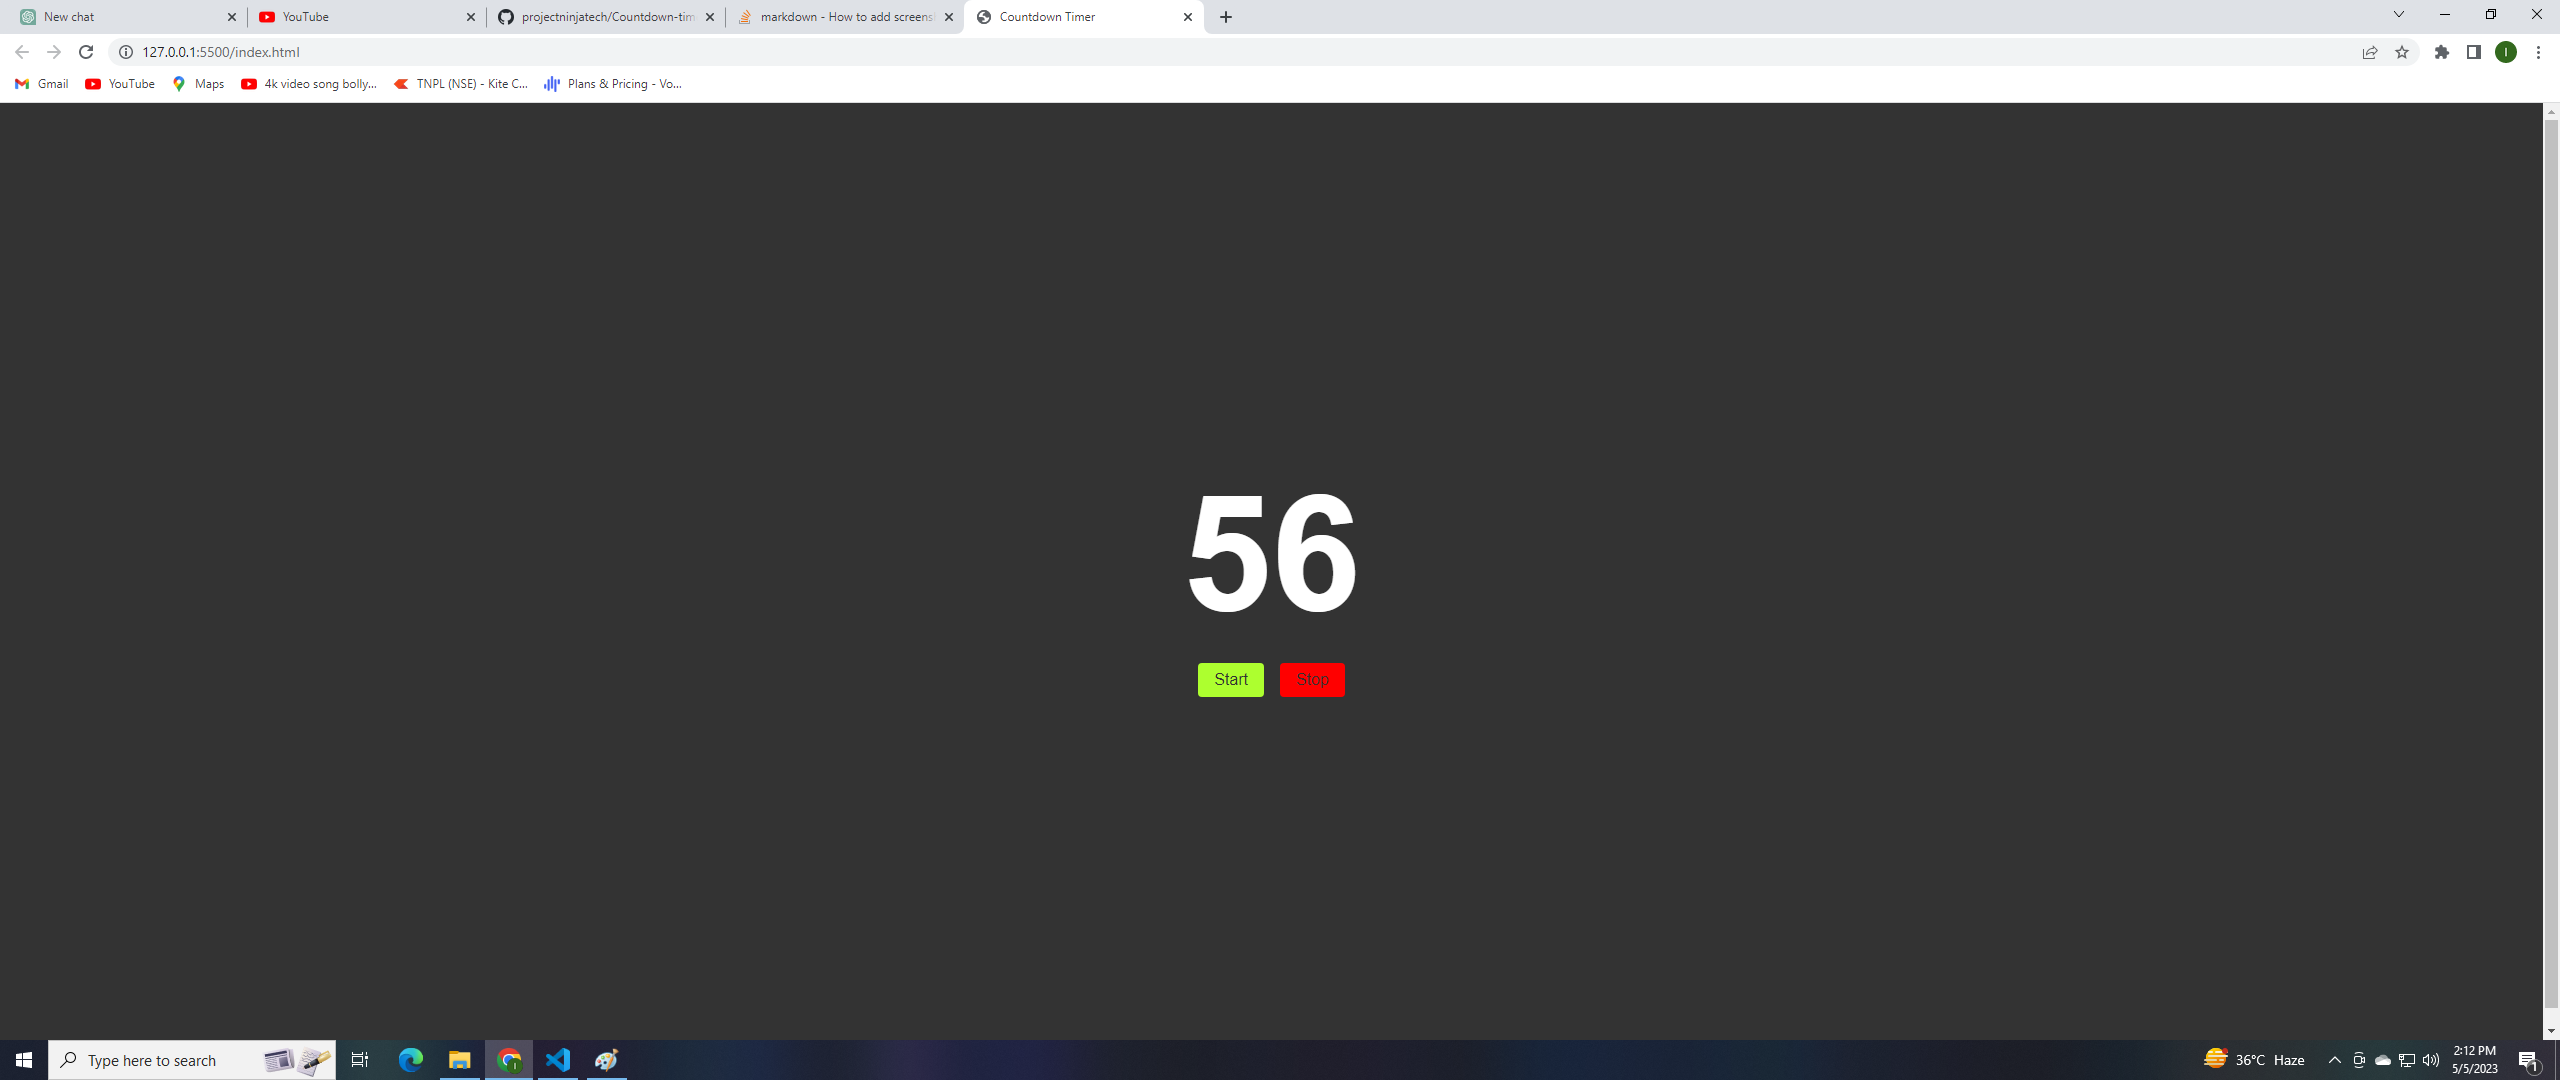 New chat
YouTube
projectninjatech/Countdown-tim
markdown - How to add screens
Countdown Timer
127.0.0.1:5500/index.html
I
Gmail
YouTube
Maps
4k video song bolly...
TNPL (NSE) - Kite C...
Plans & Pricing - Vo...
56
Start
Stop
Type here to search
I
36°C Haze
2:12 PM
5/5/2023
1